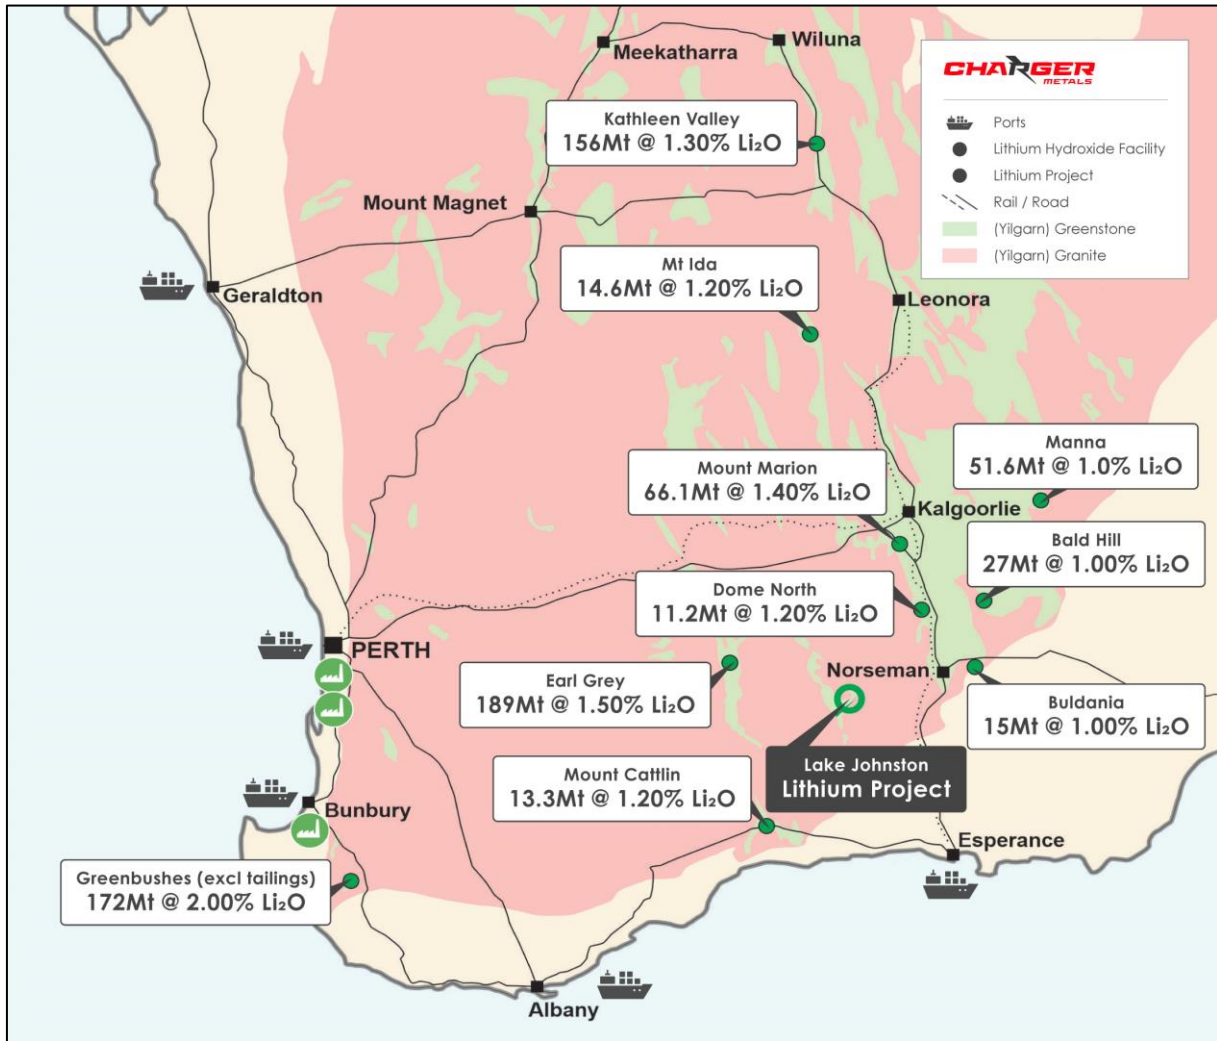 Meekatharra
Wiluna
CHARGER
METALS
Ports
Lithium Hydroxide Facility
Lithium Project
Rail / Road
(Yilgarn) Greenstone
(Yilgarn) Granite
Kathleen Valley
156Mt @ 1.30% Li₂O
Mount Magnet
Mt Ida
14.6Mt @ 1.20% Li₂O
Geraldton
Leonora
Manna
51.6Mt @ 1.0% Li₂O
Mount Marion
66.1Mt @ 1.40% Li₂O
Kalgoorlie
Bald Hill
27Mt @ 1.00% Li₂O
Dome North
11.2Mt @ 1.20% Li₂O
PERTH
Earl Grey
189Mt @ 1.50% Li₂O
Norseman
Buldania
15Mt @ 1.00% Li₂O
Lake Johnston
Lithium Project
Mount Cattlin
13.3Mt @ 1.20% Li₂O
Bunbury
Esperance
Greenbushes (excl tailings)
172Mt @ 2.00% Li₂O
Albany